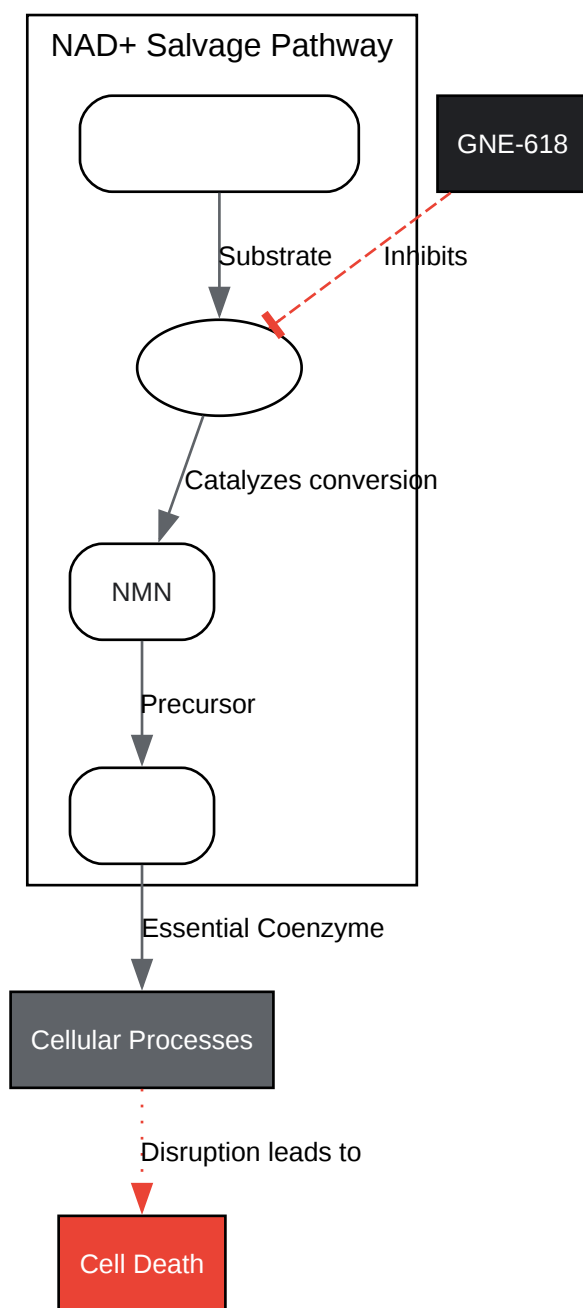 NAD+ Salvage Pathway
GNE-618
Substrate
Inhibits
Catalyzes conversion
NMN
Precursor
Essential Coenzyme
Cellular Processes
Disruption leads to
Cell Death